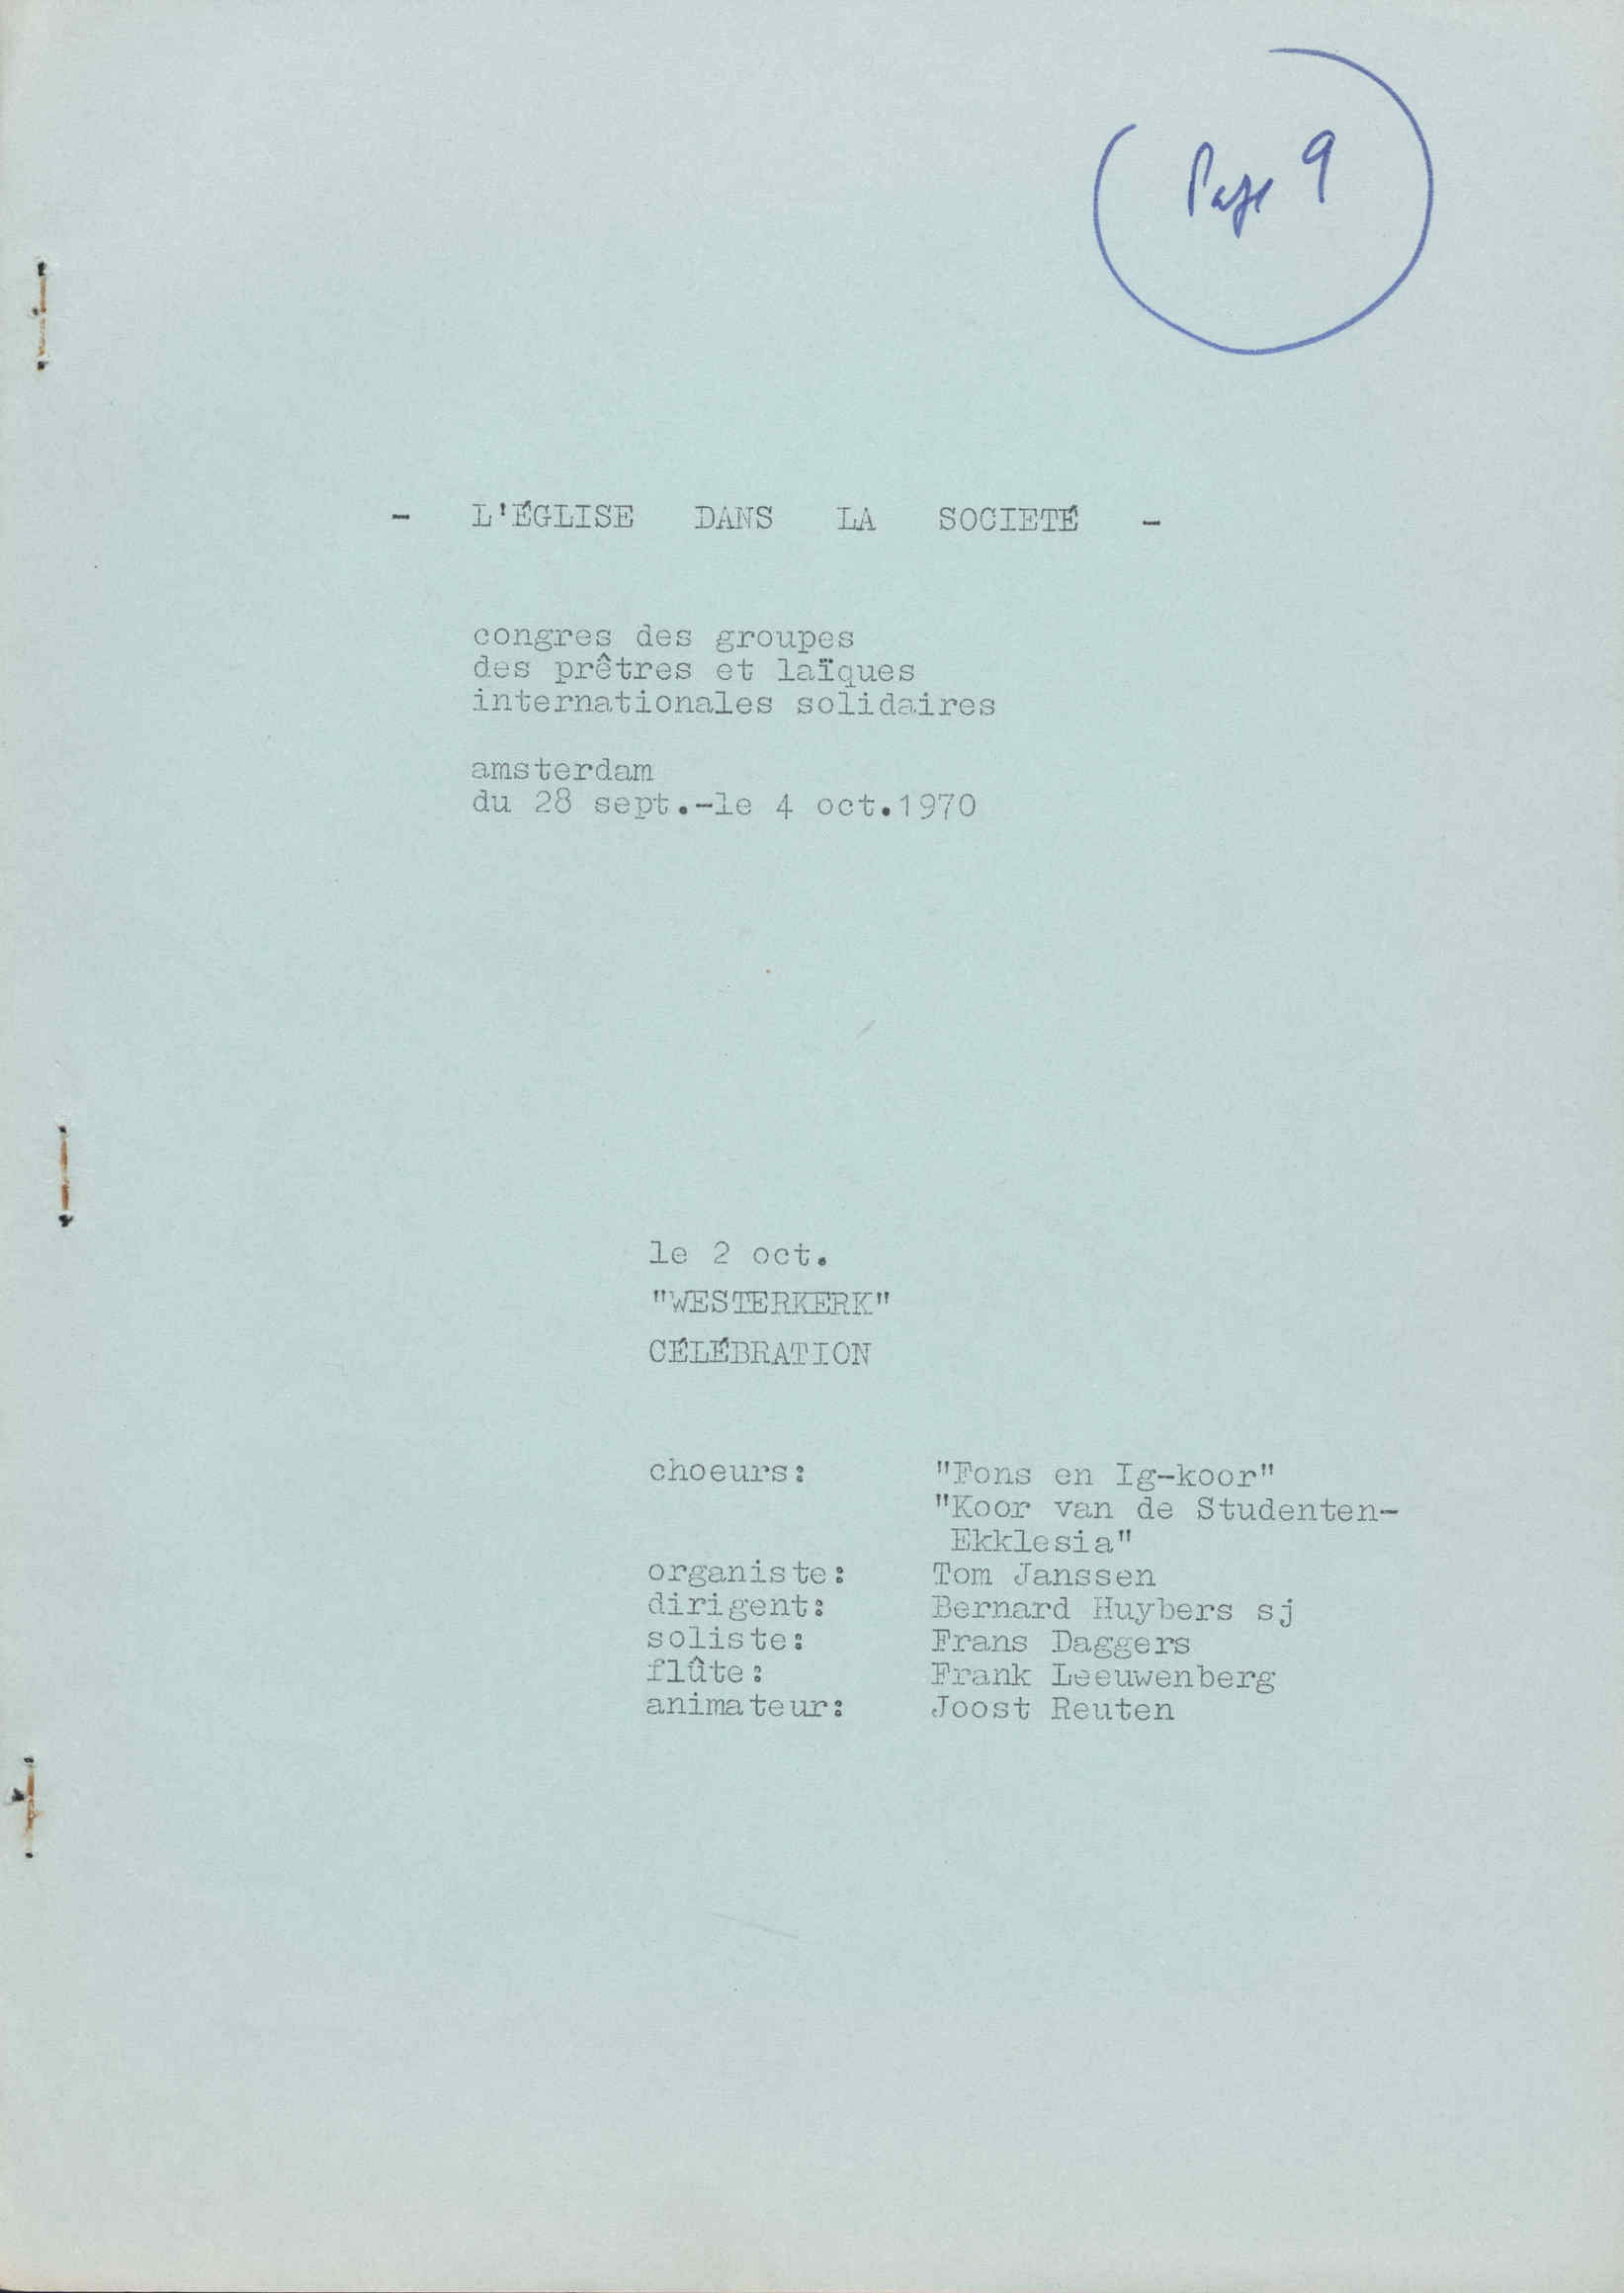 Page 9
- L'ÉGLISE DANS LA SOCIETÉ -
congres des groupes
des prêtres et laïques
internationales solidaires
amsterdam
du 28 sept.-le 4 oct.1970
le 2 oct.
"WESTERKERK"
CÉLÉBRATION
choeurs: "Fons en Ig-koor"
"Koor van de Studenten-
Ekklesia"
organiste: Tom Janssen
dirigent: Bernard Huybers sj
soliste: Frans Daggers
flûte: Frank Leeuwenberg
animateur: Joost Reuten